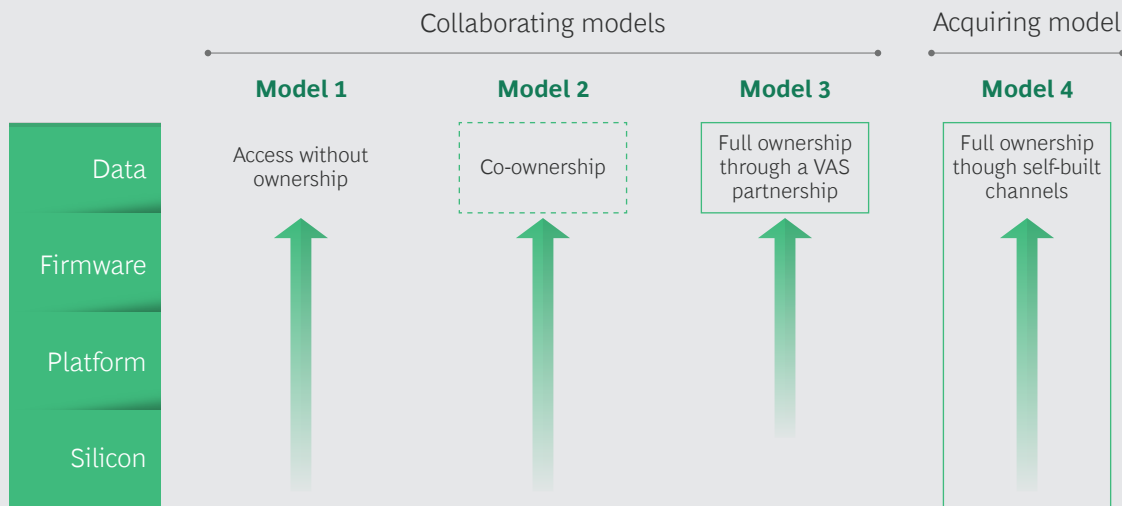 Collaborating models
Acquiring model
Model 1
Model 2
Model 3
Model 4
Data
Access without
ownership
Co-ownership
Full ownership
through a VAS
partnership
Full ownership
though self-built
channels
Firmware
Platform
Silicon